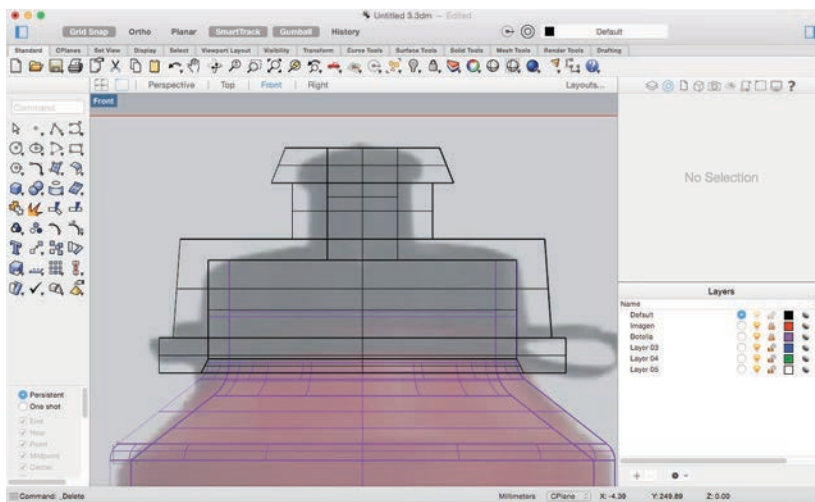 Untitled 3.3dm — Edited
Grid Snap Ortho Planar SmartTrack Gumball History Default
Standard CPlanes Set View Display Select Viewport Layout Visibility Transform Curve Tools Surface Tools Solid Tools Mesh Tools Render Tools Drafting
Perspective Top Front Right Layouts...
Command
Front
No Selection
Layers
Name
Default
Imagen
Botella
Layer 03
Layer 04
Layer 05
Persistent
One shot
End
Near
Point
Midpoint
Center
Command: _Delete Millimeters CPlane X: -4.39 Y: 249.89 Z: 0.00